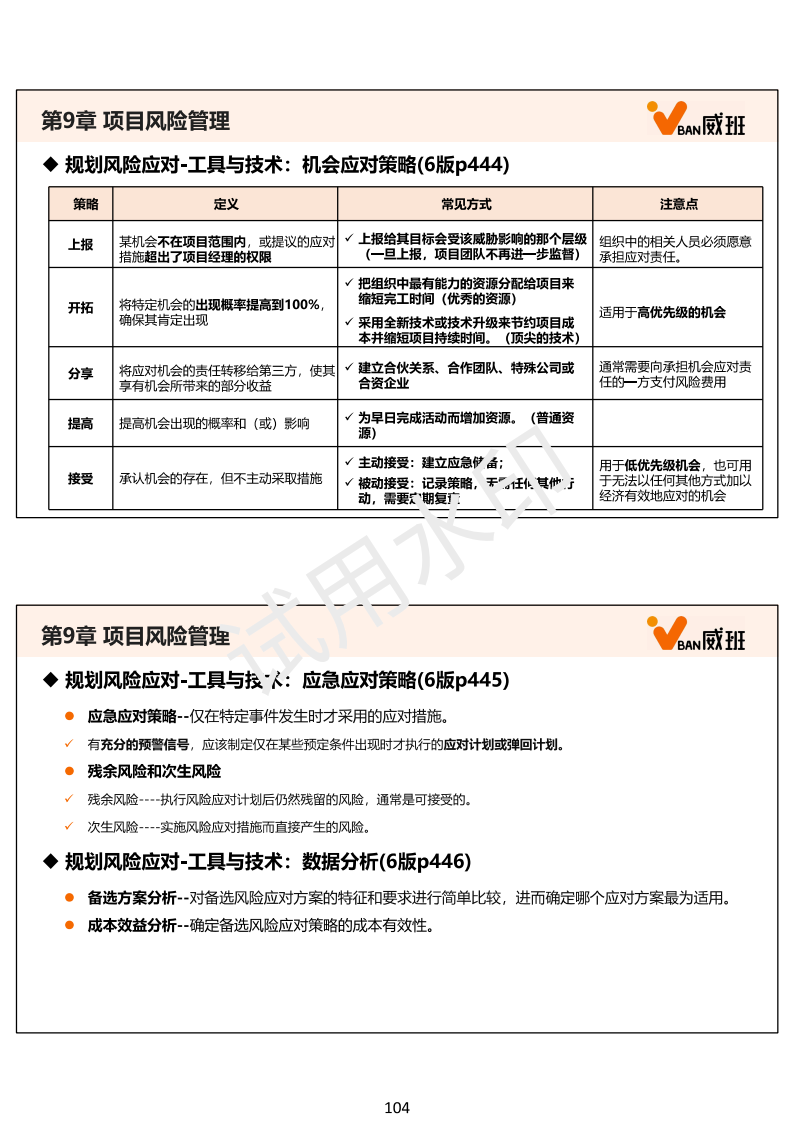 第9章 项目风险管理
BAN威班
◆ 规划风险应对-工具与技术：机会应对策略(6版p444)
策略 定义 常见方式 注意点
上报
某机会不在项目范围内，或提议的应对
措施超出了项目经理的权限
✓ 上报给其目标会受该威胁影响的那个层级
（一旦上报，项目团队不再进一步监督）
组织中的相关人员必须愿意
承担应对责任。
开拓
将特定机会的出现概率提高到100%，
确保其肯定出现
✓ 把组织中最有能力的资源分配给项目来
缩短完工时间（优秀的资源）
✓ 采用全新技术或技术升级来节约项目成
本并缩短项目持续时间。（顶尖的技术）
适用于高优先级的机会
分享
将应对机会的责任转移给第三方，使其
享有机会所带来的部分收益
✓ 建立合伙关系、合作团队、特殊公司或
合资企业
通常需要向承担机会应对责
任的一方支付风险费用
提高
提高机会出现的概率和（或）影响
✓ 为早日完成活动而增加资源。（普通资
源）
接受
承认机会的存在，但不主动采取措施
✓ 主动接受：建立应急储备；
✓ 被动接受：记录策略，无需任何其他行
动，需要定期复查
用于低优先级机会，也可用
于无法以任何其他方式加以
经济有效地应对的机会
试用水印
第9章 项目风险管理
BAN威班
◆ 规划风险应对-工具与技术：应急应对策略(6版p445)
● 应急应对策略--仅在特定事件发生时才采用的应对措施。
✓ 有充分的预警信号，应该制定仅在某些预定条件出现时才执行的应对计划或弹回计划。
● 残余风险和次生风险
✓ 残余风险----执行风险应对计划后仍然残留的风险，通常是可接受的。
✓ 次生风险----实施风险应对措施而直接产生的风险。
◆ 规划风险应对-工具与技术：数据分析(6版p446)
● 备选方案分析--对备选风险应对方案的特征和要求进行简单比较，进而确定哪个应对方案最为适用。
● 成本效益分析--确定备选风险应对策略的成本有效性。
104